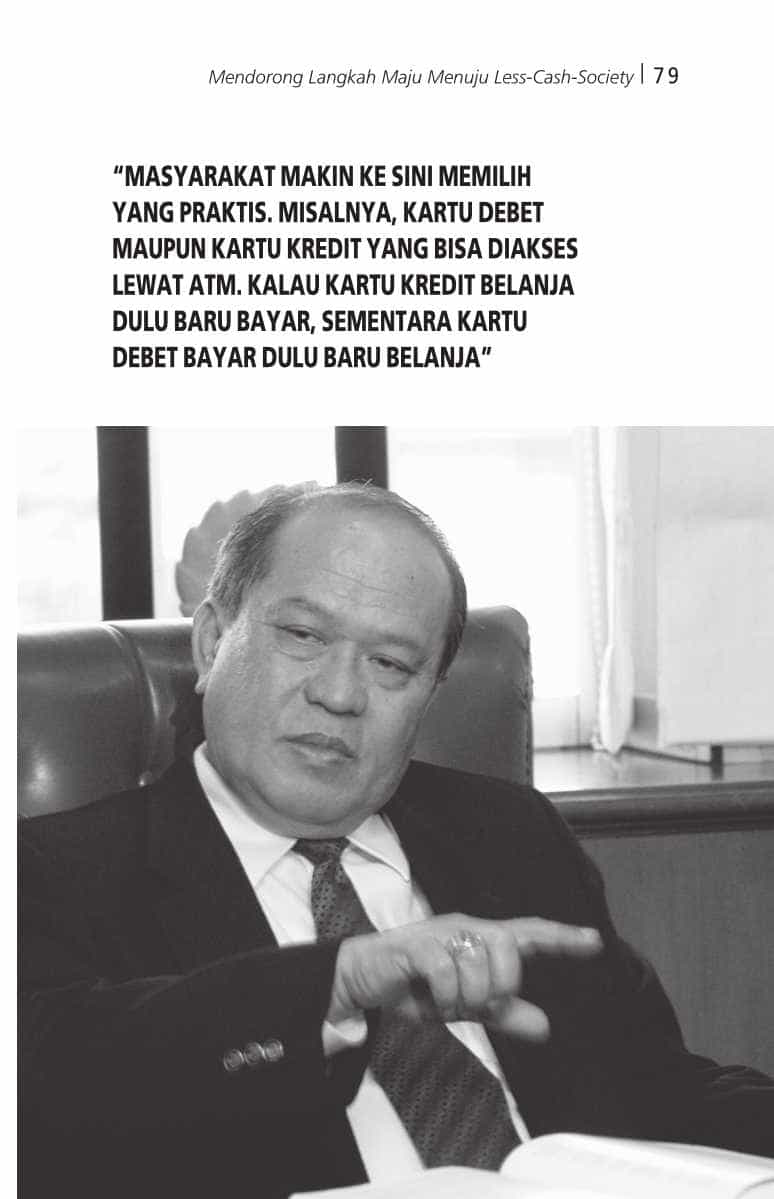 Mendorong Langkah Maju Menuju Less-Cash-Society | 79
“MASYARAKAT MAKIN KE SINI MEMILIH
YANG PRAKTIS. MISALNYA, KARTU DEBET
MAUPUN KARTU KREDIT YANG BISA DIAKSES
LEWAT ATM. KALAU KARTU KREDIT BELANJA
DULU BARU BAYAR, SEMENTARA KARTU
DEBET BAYAR DULU BARU BELANJA”